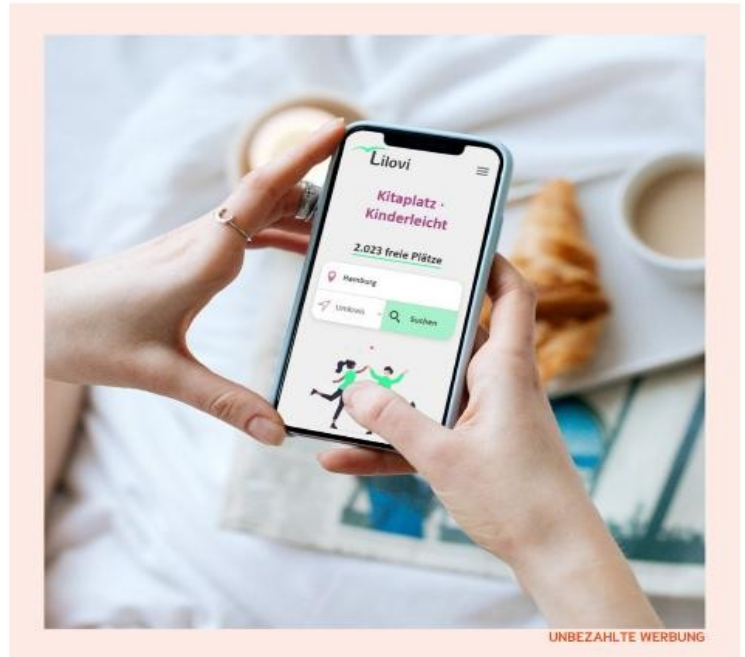 Lilovi
Kitaplatz ·
Kinderleicht
2.023 freie Plätze
Hamburg
Umkreis
Suchen
UNBEZAHLTE WERBUNG